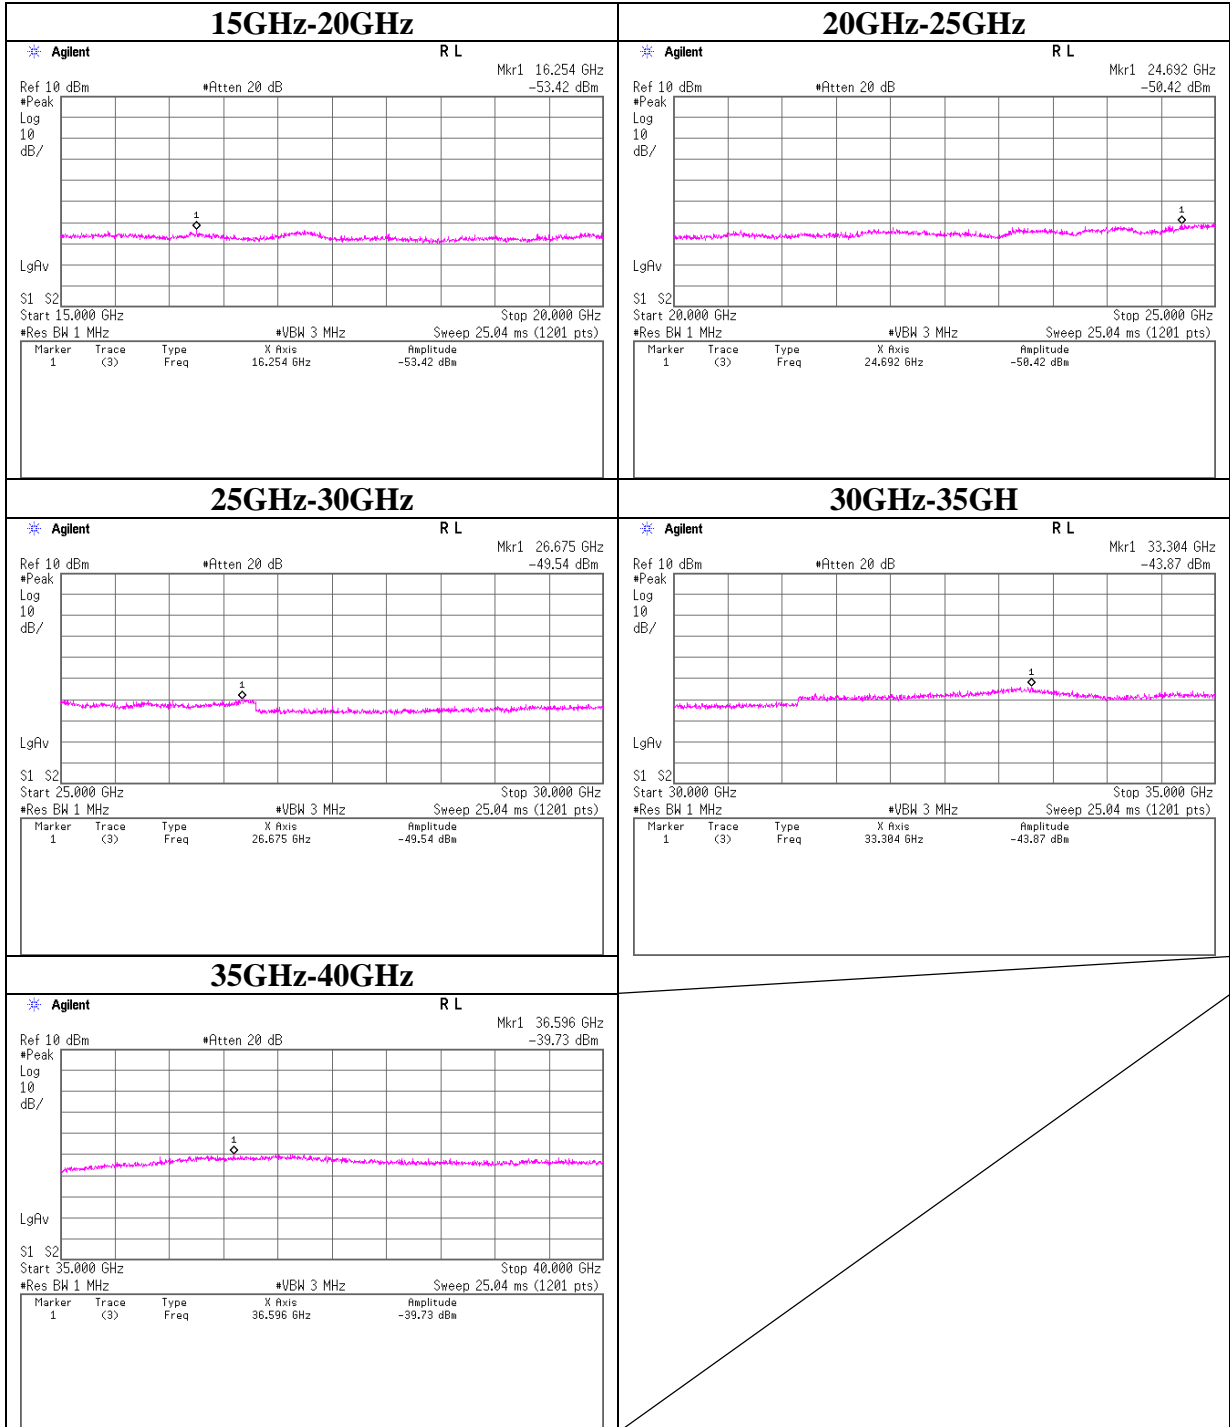 15GHz-20GHz
Agilent R L
Mkr1 16.254 GHz
Ref 10 dBm #Atten 20 dB -53.42 dBm
#Peak
Log
10
dB/
1
LgAv
S1 S2
Start 15.000 GHz Stop 20.000 GHz
#Res BW 1 MHz #VBW 3 MHz Sweep 25.04 ms (1201 pts)
Marker Trace Type X Axis Amplitude
1 (3) Freq 16.254 GHz -53.42 dBm
20GHz-25GHz
Agilent R L
Mkr1 24.692 GHz
Ref 10 dBm #Atten 20 dB -50.42 dBm
#Peak
Log
10
dB/
1
LgAv
S1 S2
Start 20.000 GHz Stop 25.000 GHz
#Res BW 1 MHz #VBW 3 MHz Sweep 25.04 ms (1201 pts)
Marker Trace Type X Axis Amplitude
1 (3) Freq 24.692 GHz -50.42 dBm
25GHz-30GHz
Agilent R L
Mkr1 26.675 GHz
Ref 10 dBm #Atten 20 dB -49.54 dBm
#Peak
Log
10
dB/
1
LgAv
S1 S2
Start 25.000 GHz Stop 30.000 GHz
#Res BW 1 MHz #VBW 3 MHz Sweep 25.04 ms (1201 pts)
Marker Trace Type X Axis Amplitude
1 (3) Freq 26.675 GHz -49.54 dBm
30GHz-35GH
Agilent R L
Mkr1 33.304 GHz
Ref 10 dBm #Atten 20 dB -43.87 dBm
#Peak
Log
10
dB/
1
LgAv
S1 S2
Start 30.000 GHz Stop 35.000 GHz
#Res BW 1 MHz #VBW 3 MHz Sweep 25.04 ms (1201 pts)
Marker Trace Type X Axis Amplitude
1 (3) Freq 33.304 GHz -43.87 dBm
35GHz-40GHz
Agilent R L
Mkr1 36.596 GHz
Ref 10 dBm #Atten 20 dB -39.73 dBm
#Peak
Log
10
dB/
1
LgAv
S1 S2
Start 35.000 GHz Stop 40.000 GHz
#Res BW 1 MHz #VBW 3 MHz Sweep 25.04 ms (1201 pts)
Marker Trace Type X Axis Amplitude
1 (3) Freq 36.596 GHz -39.73 dBm